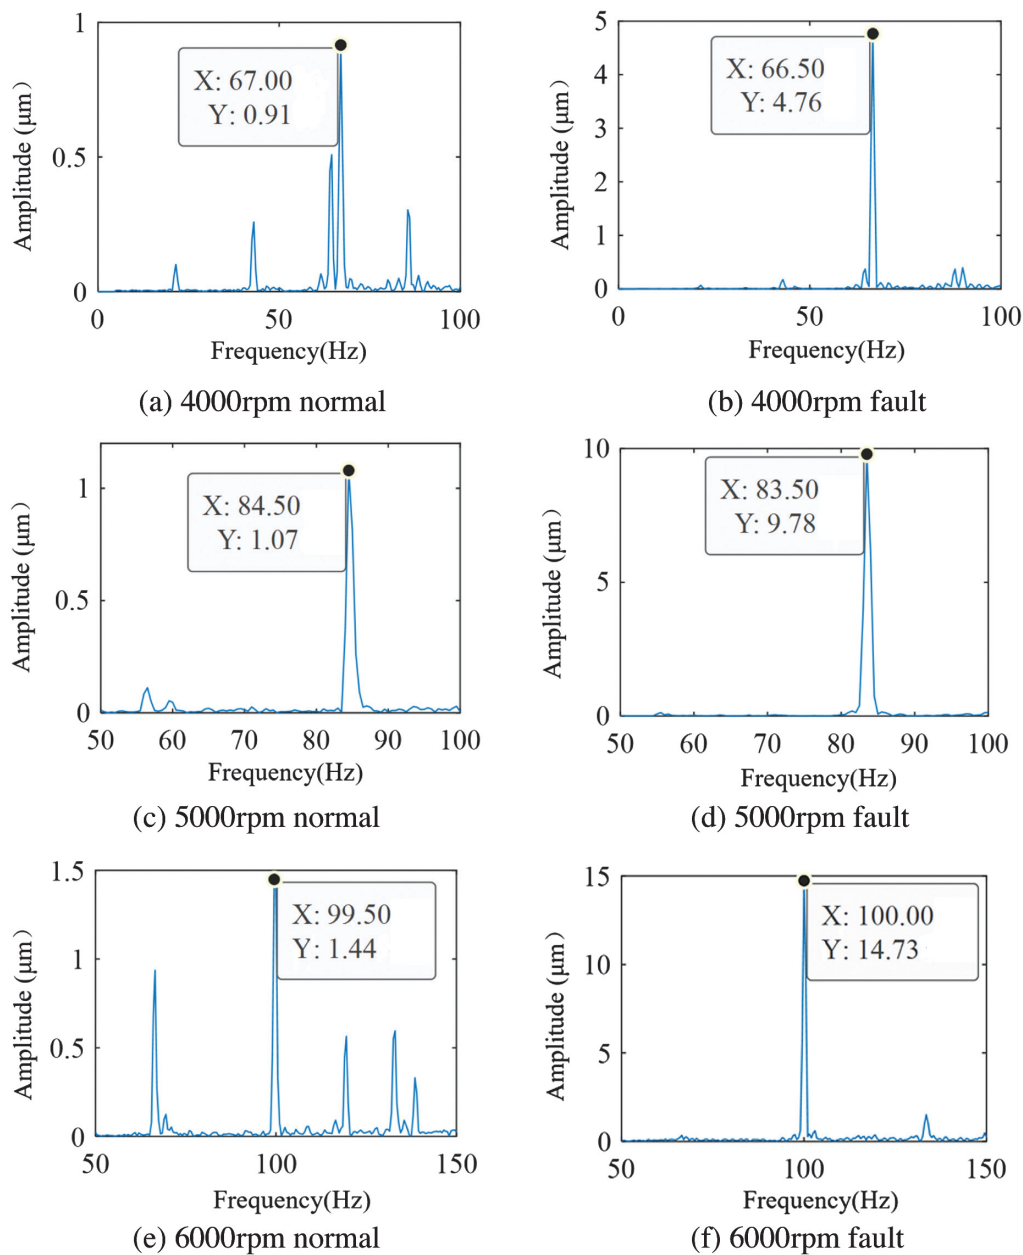 1
0.5
0
Amplitude (μm)
X: 67.00
Y: 0.91
0 50 100
Frequency(Hz)
(a) 4000rpm normal
5
4
3
2
1
0
Amplitude (μm)
X: 66.50
Y: 4.76
0 50 100
Frequency(Hz)
(b) 4000rpm fault
1
0.5
0
Amplitude (μm)
X: 84.50
Y: 1.07
50 60 70 80 90 100
Frequency(Hz)
(c) 5000rpm normal
10
5
0
Amplitude (μm)
X: 83.50
Y: 9.78
50 60 70 80 90 100
Frequency(Hz)
(d) 5000rpm fault
1.5
1
0.5
0
Amplitude (μm)
X: 99.50
Y: 1.44
50 100 150
Frequency(Hz)
(e) 6000rpm normal
15
10
5
0
Amplitude (μm)
X: 100.00
Y: 14.73
50 100 150
Frequency(Hz)
(f) 6000rpm fault